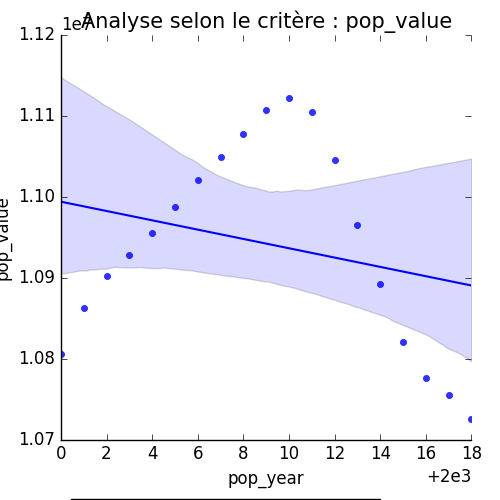 Analyse selon le critère : pop_value
1e7
1.12
1.11
1.10
1.09
1.08
1.07
pop_value
0 2 4 6 8 10 12 14 16 18
+2e3
pop_year